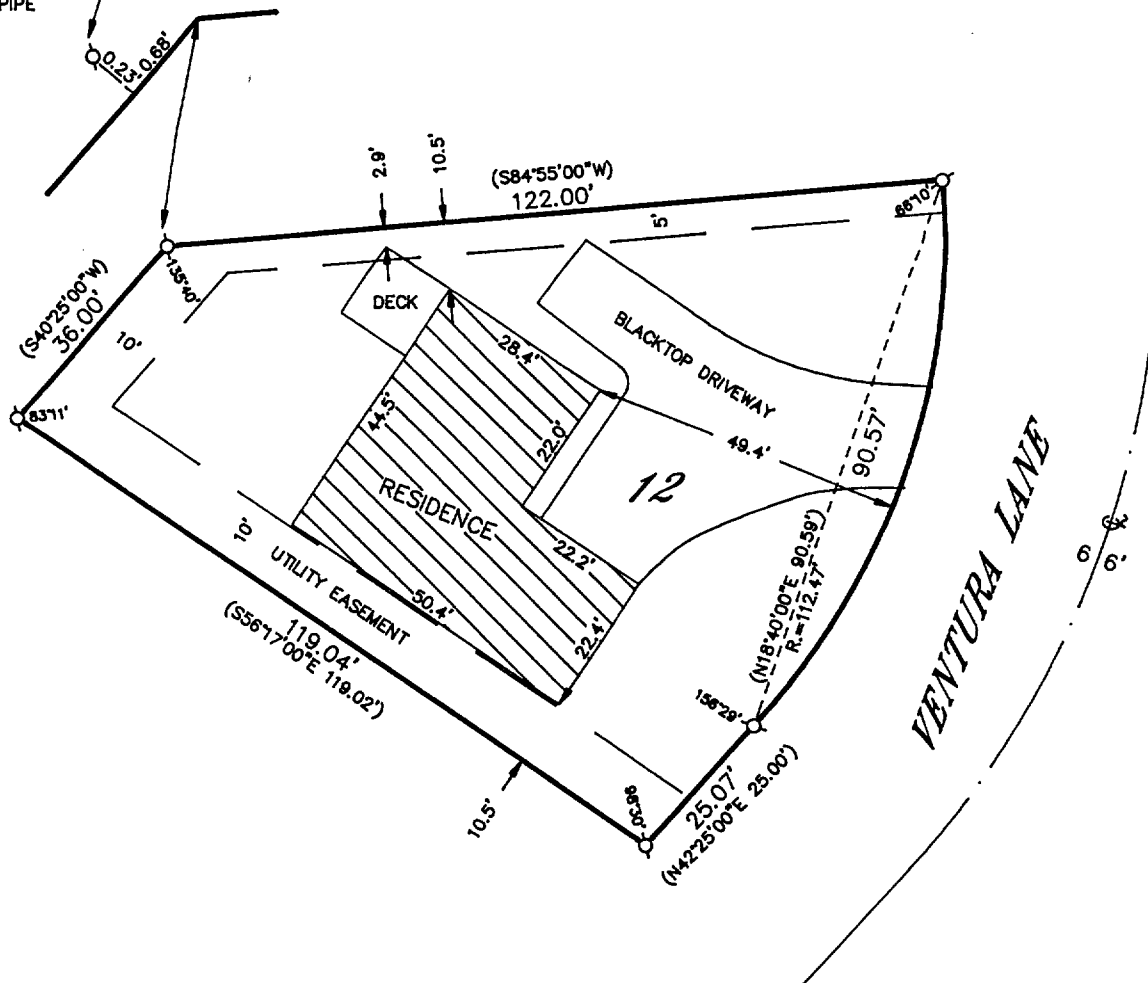 PIPE
0.23'
0.68'
2.9'
10.5'
(S84°55'00"W)
122.00'
66°10'
5'
135°40'
(S40°25'00"W)
36.00'
10'
83°11'
DECK
28.4'
BLACKTOP DRIVEWAY
44.5'
22.0'
49.4'
90.57'
RESIDENCE
12
22.2'
10'
UTILITY EASEMENT
50.4'
22.4'
(S56°17'00"E 119.02')
119.04'
(N18°40'00"E 90.59')
R.=112.47'
156°29'
VENTURA LANE
6
6'
10.5'
98°30'
25.07'
(N42°25'00"E 25.00')